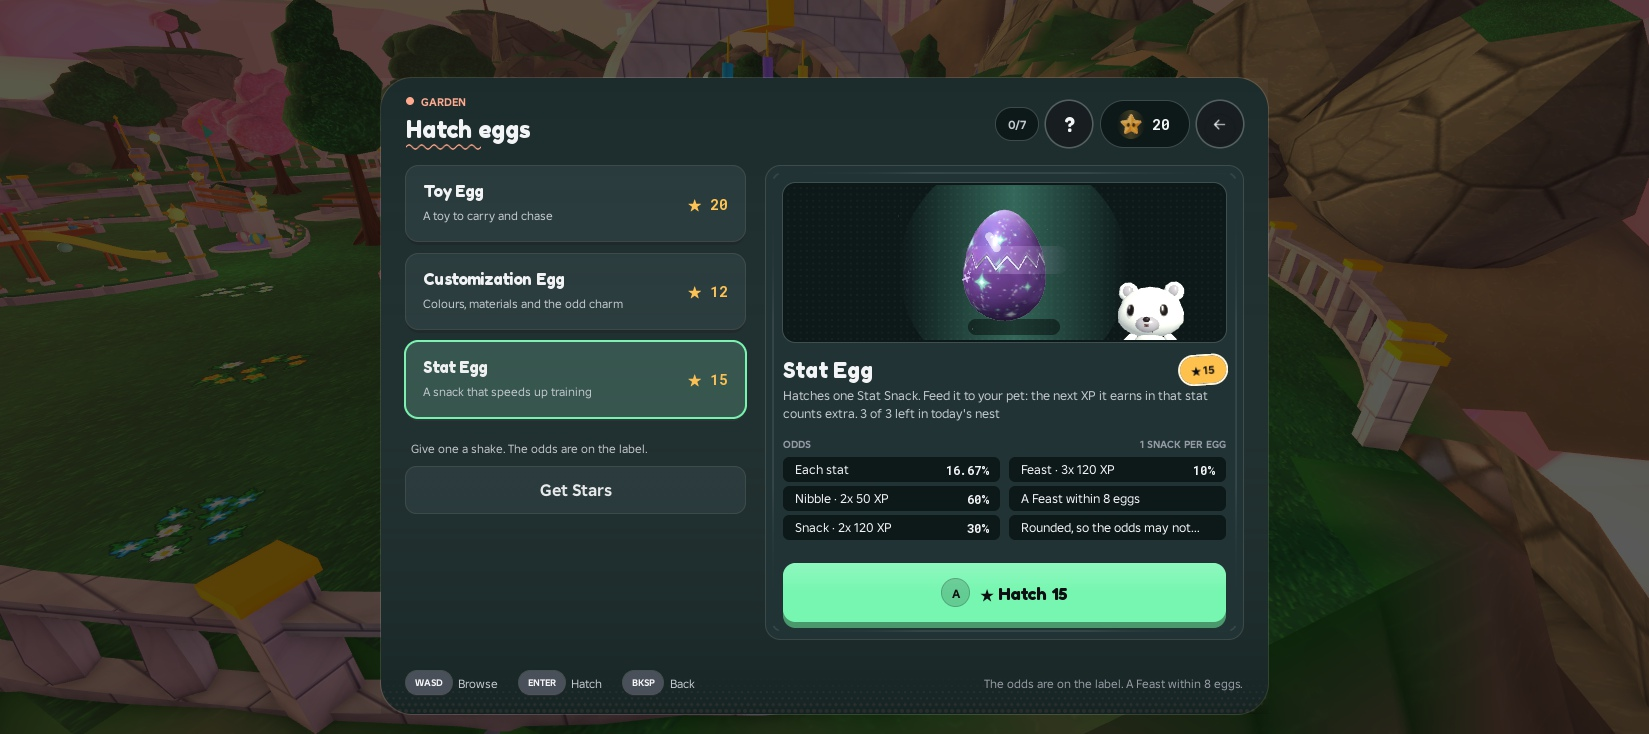 GARDEN
Hatch eggs
0/7
?
20
Toy Egg
A toy to carry and chase
★ 20
Customization Egg
Colours, materials and the odd charm
★ 12
Stat Egg
A snack that speeds up training
★ 15
Give one a shake. The odds are on the label.
Get Stars
Stat Egg
★15
Hatches one Stat Snack. Feed it to your pet: the next XP it earns in that stat
counts extra. 3 of 3 left in today's nest
ODDS
1 SNACK PER EGG
Each stat 16.67%
Feast · 3x 120 XP 10%
Nibble · 2x 50 XP 60%
A Feast within 8 eggs
Snack · 2x 120 XP 30%
Rounded, so the odds may not...
A ★ Hatch 15
WASD Browse ENTER Hatch BKSP Back
The odds are on the label. A Feast within 8 eggs.